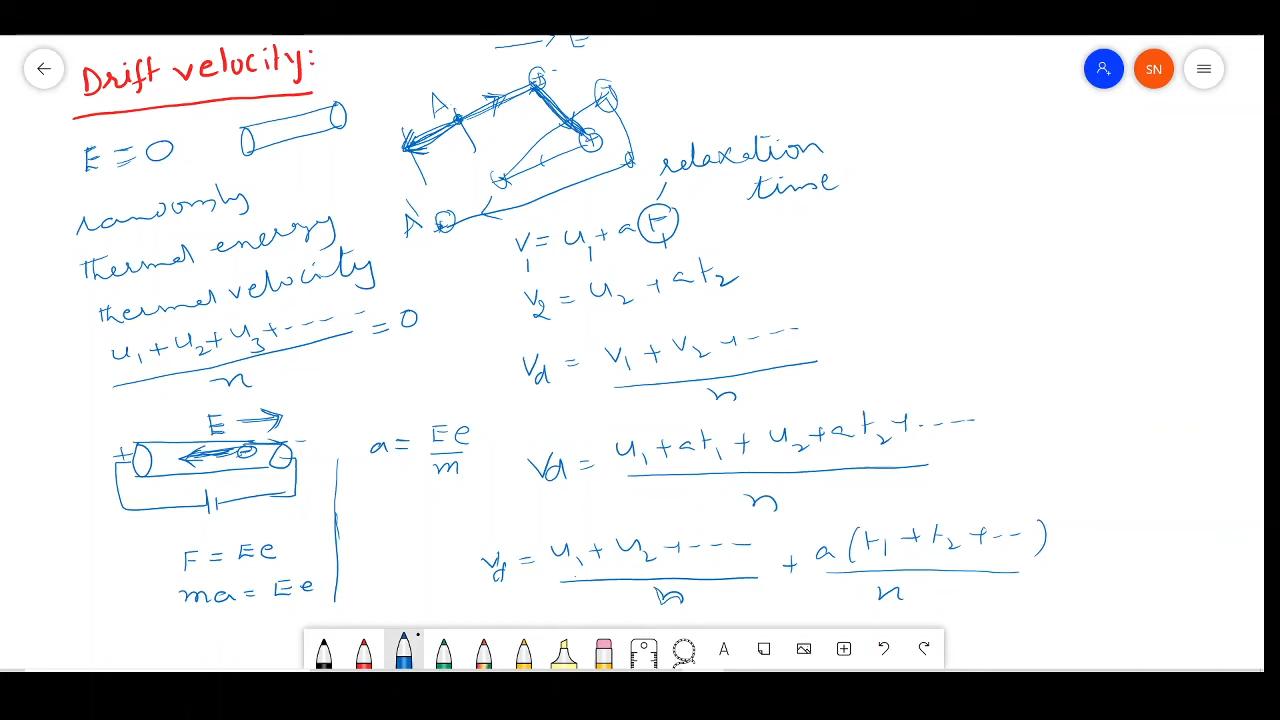 Drift velocity:
E = 0
randomly
thermal energy
thermal velocity
u₁ + u₂ + u₃ + ------ = 0
n
E →
+ -
F = Ee
ma = Ee
→ E
A
A
relaxation
time
V₁ = u₁ + a t₁
V₂ = u₂ + a t₂
Vd = V₁ + V₂ + ----
n
a = Ee
m
Vd = u₁ + at₁ + u₂ + at₂ + ----
n
Vd = u₁ + u₂ + ---- + a(t₁ + t₂ + --)
n n
SN
A